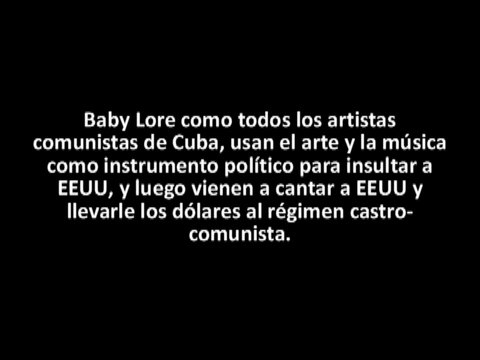 Baby Lore como todos los artistas
comunistas de Cuba, usan el arte y la música
como instrumento político para insultar a
EEUU, y luego vienen a cantar a EEUU y
llevarle los dólares al régimen castro-
comunista.